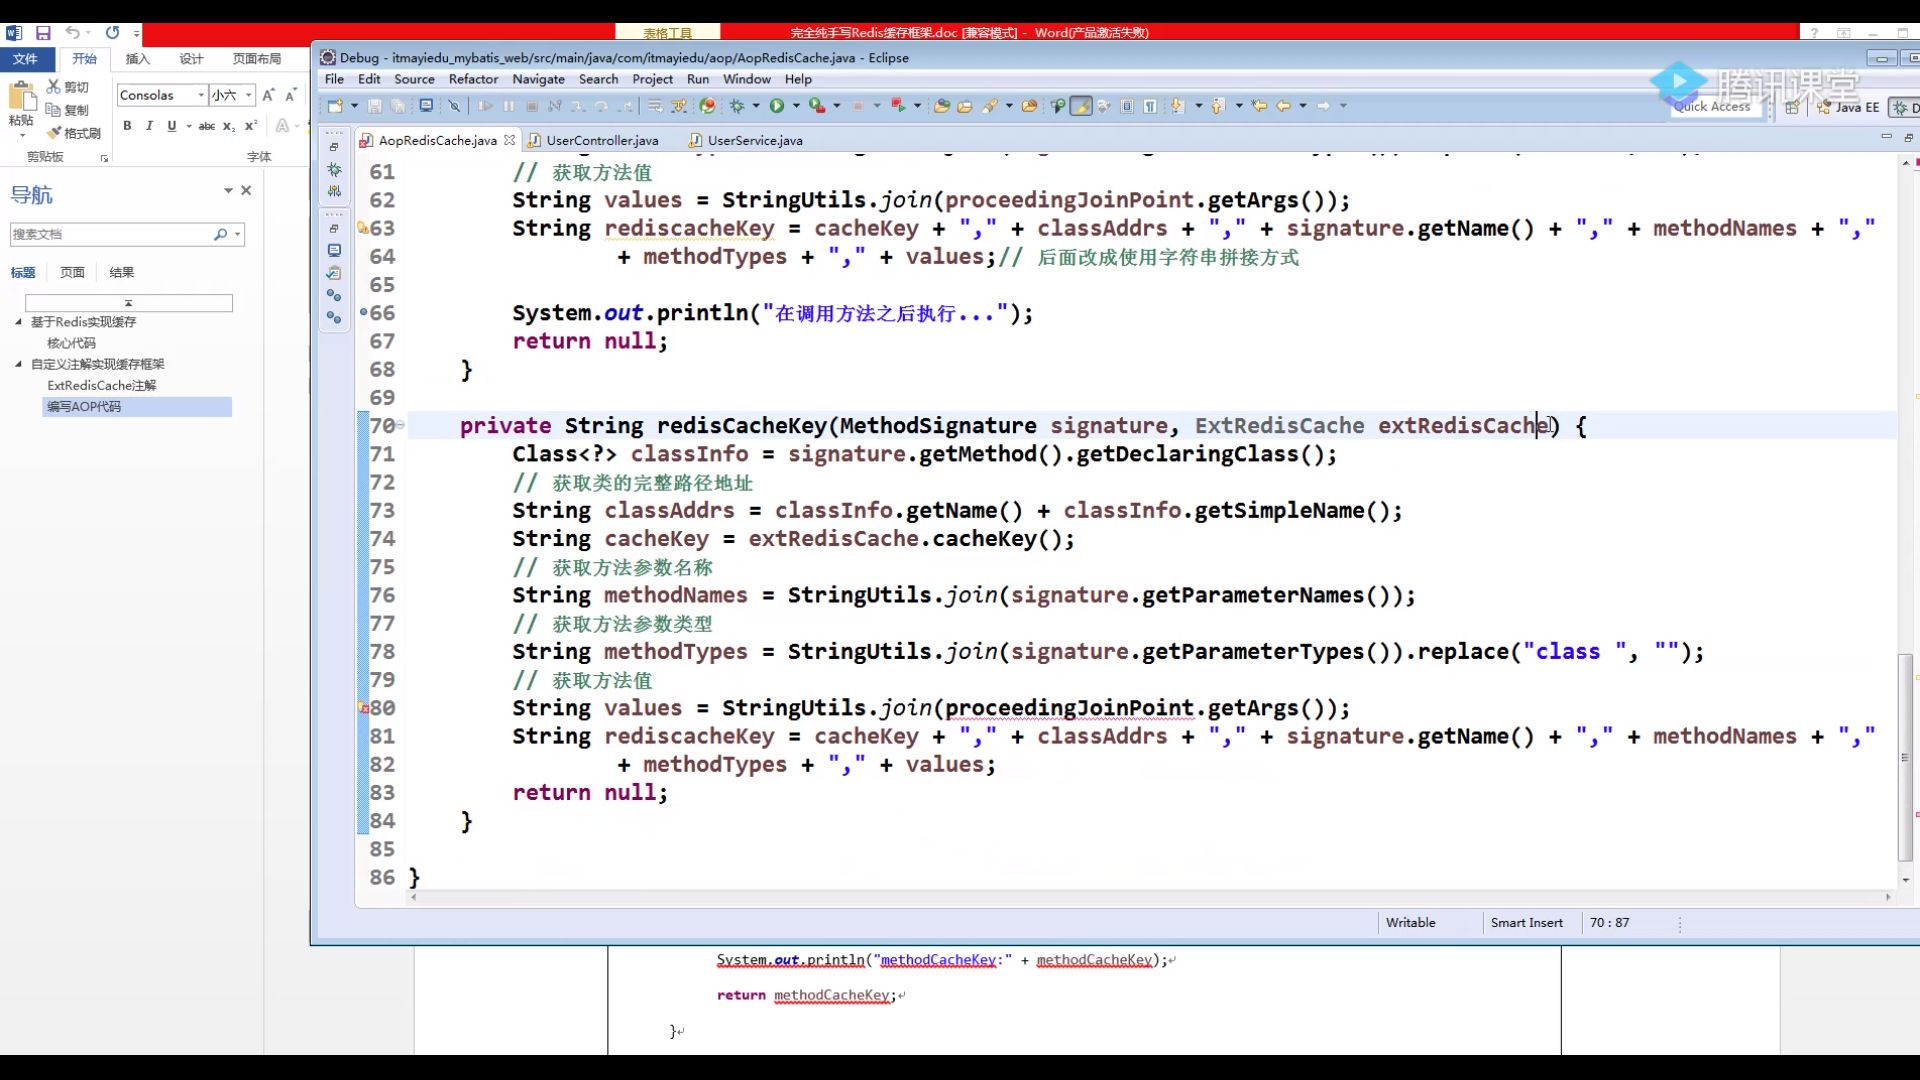 表格工具
完全纯手写Redis缓存框架.doc [兼容模式] - Word(产品激活失败)
文件 开始 插入 设计 页面布局
剪切
复制
格式刷
粘贴
剪贴板
Consolas 小六
字体
导航
搜索文档
标题 页面 结果
基于Redis实现缓存
核心代码
自定义注解实现缓存框架
ExtRedisCache注解
编写AOP代码
Debug - itmayiedu_mybatis_web/src/main/java/com/itmayiedu/aop/AopRedisCache.java - Eclipse
File Edit Source Refactor Navigate Search Project Run Window Help
腾讯课堂
Quick Access
Java EE
AopRedisCache.java UserController.java UserService.java
61 // 获取方法值
62 String values = StringUtils.join(proceedingJoinPoint.getArgs());
63 String rediscacheKey = cacheKey + "," + classAddrs + "," + signature.getName() + "," + methodNames + ","
64 + methodTypes + "," + values;// 后面改成使用字符串拼接方式
65
66 System.out.println("在调用方法之后执行...");
67 return null;
68 }
69
70 private String redisCacheKey(MethodSignature signature, ExtRedisCache extRedisCache) {
71 Class<?> classInfo = signature.getMethod().getDeclaringClass();
72 // 获取类的完整路径地址
73 String classAddrs = classInfo.getName() + classInfo.getSimpleName();
74 String cacheKey = extRedisCache.cacheKey();
75 // 获取方法参数名称
76 String methodNames = StringUtils.join(signature.getParameterNames());
77 // 获取方法参数类型
78 String methodTypes = StringUtils.join(signature.getParameterTypes()).replace("class ", "");
79 // 获取方法值
80 String values = StringUtils.join(proceedingJoinPoint.getArgs());
81 String rediscacheKey = cacheKey + "," + classAddrs + "," + signature.getName() + "," + methodNames + ","
82 + methodTypes + "," + values;
83 return null;
84 }
85
86 }
Writable Smart Insert 70 : 87
System.out.println("methodCacheKey:" + methodCacheKey);
return methodCacheKey;
}